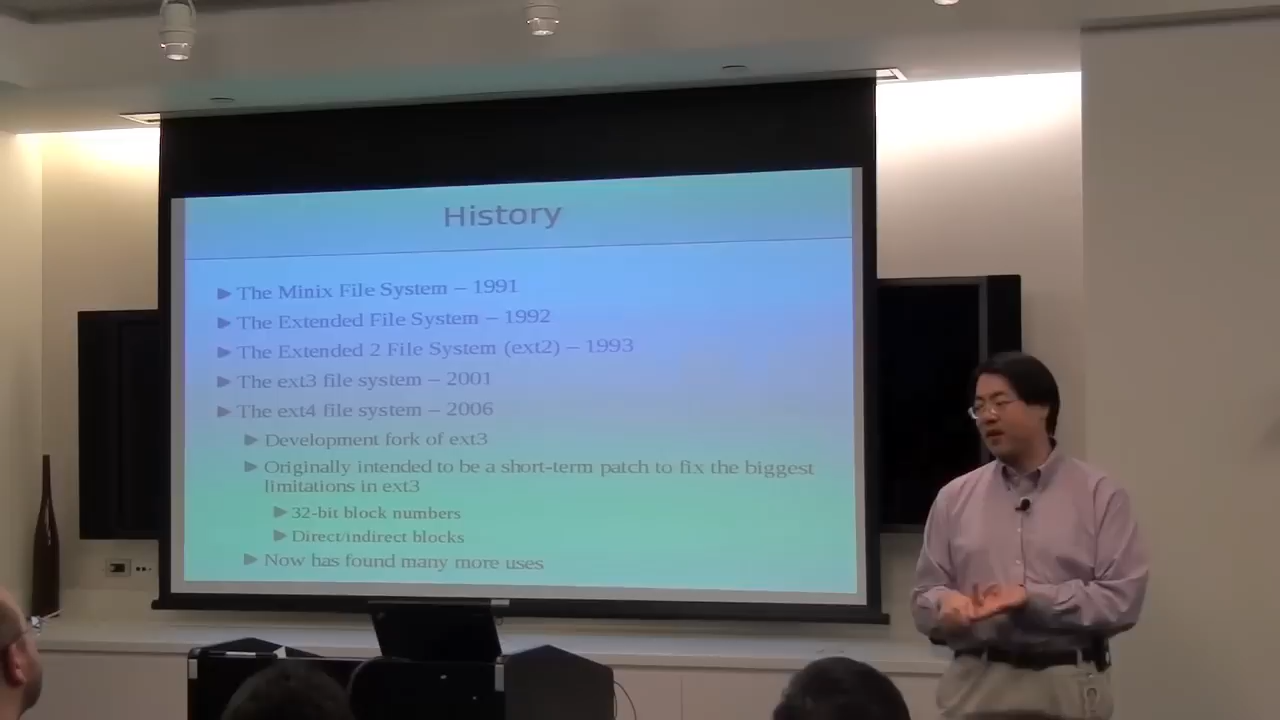 History
The Minix File System – 1991
The Extended File System – 1992
The Extended 2 File System (ext2) – 1993
The ext3 file system – 2001
The ext4 file system – 2006
Development fork of ext3
Originally intended to be a short-term patch to fix the biggest
limitations in ext3
32-bit block numbers
Direct/indirect blocks
Now has found many more uses